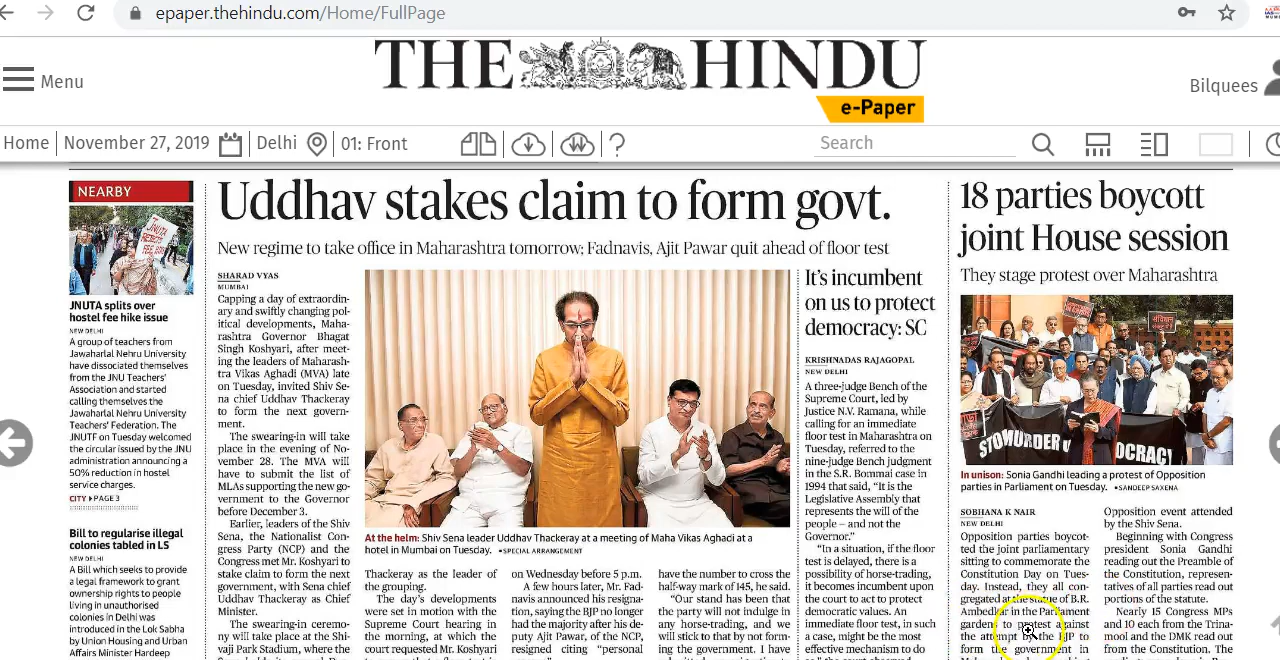 epaper.thehindu.com/Home/FullPage
Menu
THE HINDU
e-Paper
Bilquees
Home
November 27, 2019
Delhi
01: Front
?
Search
NEARBY
JNUTA splits over
hostel fee hike issue
NEW DELHI
A group of teachers from
Jawaharlal Nehru University
have dissociated themselves
from the JNU Teachers'
Association and started
calling themselves the
Jawaharlal Nehru University
Teachers' Federation. The
JNUTF on Tuesday welcomed
the circular issued by the JNU
administration announcing a
50% reduction in hostel
service charges.
CITY ▶ PAGE 3
Bill to regularise illegal
colonies tabled in LS
NEW DELHI
A Bill which seeks to provide
a legal framework to grant
ownership rights to people
living in unauthorised
colonies in Delhi was
introduced in the Lok Sabha
by Union Housing and Urban
Affairs Minister Hardeep
Uddhav stakes claim to form govt.
New regime to take office in Maharashtra tomorrow; Fadnavis, Ajit Pawar quit ahead of floor test
SHARAD VYAS
MUMBAI
Capping a day of extraordin-
ary and swiftly changing pol-
itical developments, Maha-
rashtra Governor Bhagat
Singh Koshyari, after meet-
ing the leaders of Maharash-
tra Vikas Aghadi (MVA) late
on Tuesday, invited Shiv Se-
na chief Uddhav Thackeray
to form the next govern-
ment.
The swearing-in will take
place in the evening of No-
vember 28. The MVA will
have to submit the list of
MLAs supporting the new go-
vernment to the Governor
before December 3.
Earlier, leaders of the Shiv
Sena, the Nationalist Con-
gress Party (NCP) and the
Congress met Mr. Koshyari to
stake claim to form the next
government, with Sena chief
Uddhav Thackeray as Chief
Minister.
The swearing-in ceremo-
ny will take place at the Shi-
vaji Park Stadium, where the
At the helm: Shiv Sena leader Uddhav Thackeray at a meeting of Maha Vikas Aghadi at a
hotel in Mumbai on Tuesday. • SPECIAL ARRANGEMENT
Thackeray as the leader of
the grouping.
The day's developments
were set in motion with the
Supreme Court hearing in
the morning, at which the
court requested Mr. Koshyari
on Wednesday before 5 p.m.
A few hours later, Mr. Fad-
navis announced his resigna-
tion, saying the BJP no longer
had the majority after his de-
puty Ajit Pawar, of the NCP,
resigned citing "personal
have the number to cross the
half-way mark of 145, he said.
"Our stand has been that
the party will not indulge in
any horse-trading, and we
will stick to that by not form-
ing the government. I have
It's incumbent
on us to protect
democracy: SC
KRISHNADAS RAJAGOPAL
NEW DELHI
A three-judge Bench of the
Supreme Court, led by
Justice N.V. Ramana, while
calling for an immediate
floor test in Maharashtra on
Tuesday, referred to the
nine-judge Bench judgment
in the S.R. Bommai case in
1994 that said, "It is the
Legislative Assembly that
represents the will of the
people – and not the
Governor."
"In a situation, if the floor
test is delayed, there is a
possibility of horse-trading,
it becomes incumbent upon
the court to act to protect
democratic values. An
immediate floor test, in such
a case, might be the most
effective mechanism to do
18 parties boycott
joint House session
They stage protest over Maharashtra
In unison: Sonia Gandhi leading a protest of Opposition
parties in Parliament on Tuesday. • SANDEEP SAXENA
SOBHANA K NAIR
NEW DELHI
Opposition parties boycot-
ted the joint parliamentary
sitting to commemorate the
Constitution Day on Tues-
day. Instead, they all con-
gregated at the statue of B.R.
Ambedkar in the Parliament
garden to protest against
the attempt by BJP to
form the government in
Opposition event attended
by the Shiv Sena.
Beginning with Congress
president Sonia Gandhi
reading out the Preamble of
the Constitution, represen-
tatives of all parties read out
portions of the statute.
Nearly 15 Congress MPs
and 10 each from the Trina-
mool and the DMK read out
from the Constitution. The